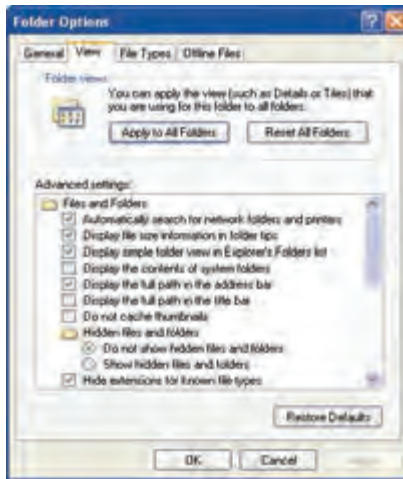 Folder Options
General View File Types Offline Files
Folder views
You can apply the view (such as Details or Tiles) that
you are using for this folder to all folders.
Apply to All Folders Reset All Folders
Advanced settings:
Files and Folders
Automatically search for network folders and printers
Display file size information in folder tips
Display simple folder view in Explorer's Folders list
Display the contents of system folders
Display the full path in the address bar
Display the full path in the title bar
Do not cache thumbnails
Hidden files and folders
Do not show hidden files and folders
Show hidden files and folders
Hide extensions for known file types
Restore Defaults
OK Cancel